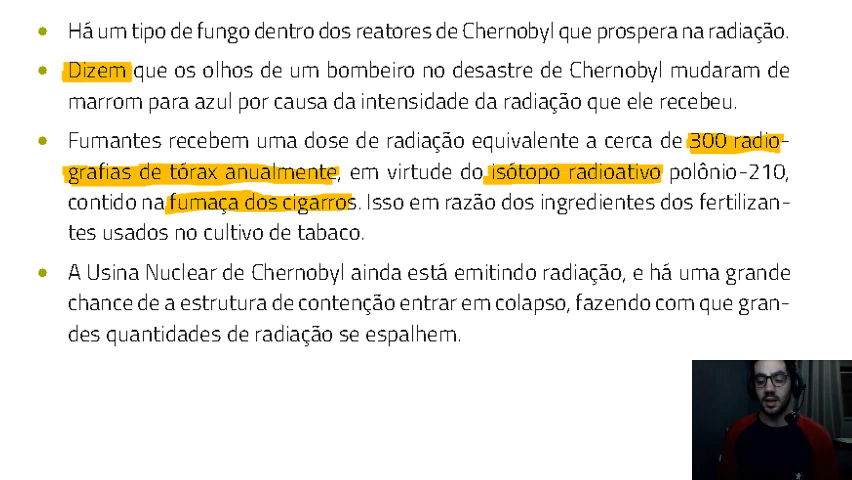 • Há um tipo de fungo dentro dos reatores de Chernobyl que prospera na radiação.
• Dizem que os olhos de um bombeiro no desastre de Chernobyl mudaram de
marrom para azul por causa da intensidade da radiação que ele recebeu.
• Fumantes recebem uma dose de radiação equivalente a cerca de 300 radio-
grafias de tórax anualmente, em virtude do isótopo radioativo polônio-210,
contido na fumaça dos cigarros. Isso em razão dos ingredientes dos fertilizan-
tes usados no cultivo de tabaco.
• A Usina Nuclear de Chernobyl ainda está emitindo radiação, e há uma grande
chance de a estrutura de contenção entrar em colapso, fazendo com que gran-
des quantidades de radiação se espalhem.